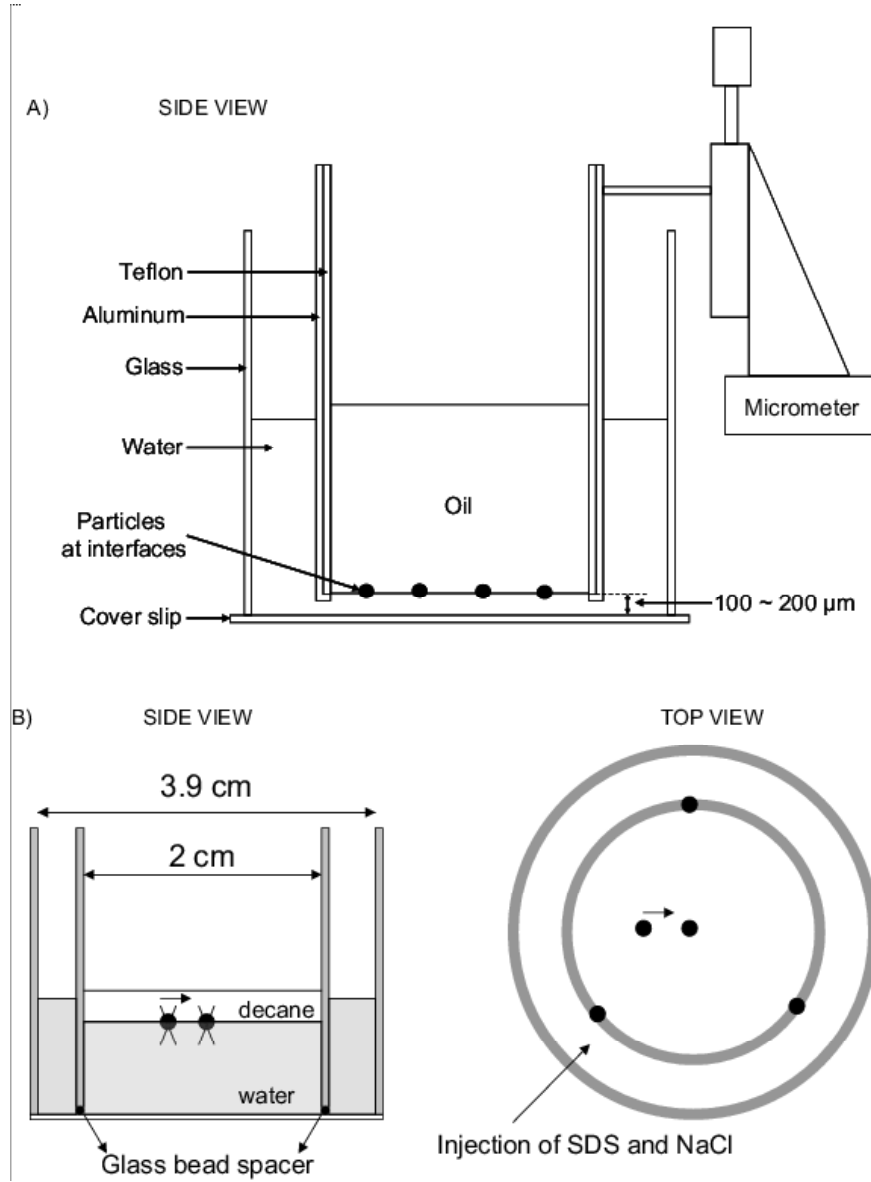 A)
SIDE VIEW
Teflon
Aluminum
Glass
Water
Micrometer
Oil
Particles
at interfaces
100 ~ 200 µm
Cover slip
B)
SIDE VIEW
TOP VIEW
3.9 cm
2 cm
decane
water
Glass bead spacer
Injection of SDS and NaCl